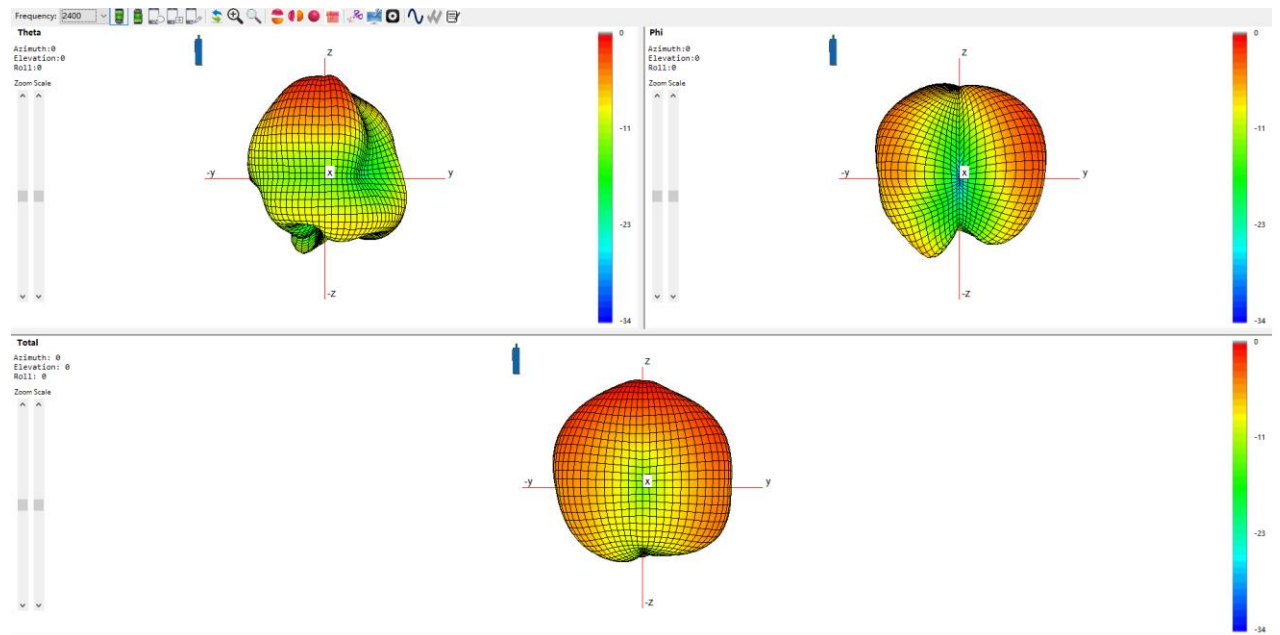 Frequency: 2400
Theta
Azimuth:0
Elevation:0
Roll:0
Zoom Scale
Z
-y
x
y
-Z
0
-11
-23
-34
Phi
Azimuth:0
Elevation:0
Roll:0
Zoom Scale
Z
-y
x
y
-Z
0
-11
-23
-34
Total
Azimuth: 0
Elevation: 0
Roll: 0
Zoom Scale
Z
-y
x
y
-Z
0
-11
-23
-34